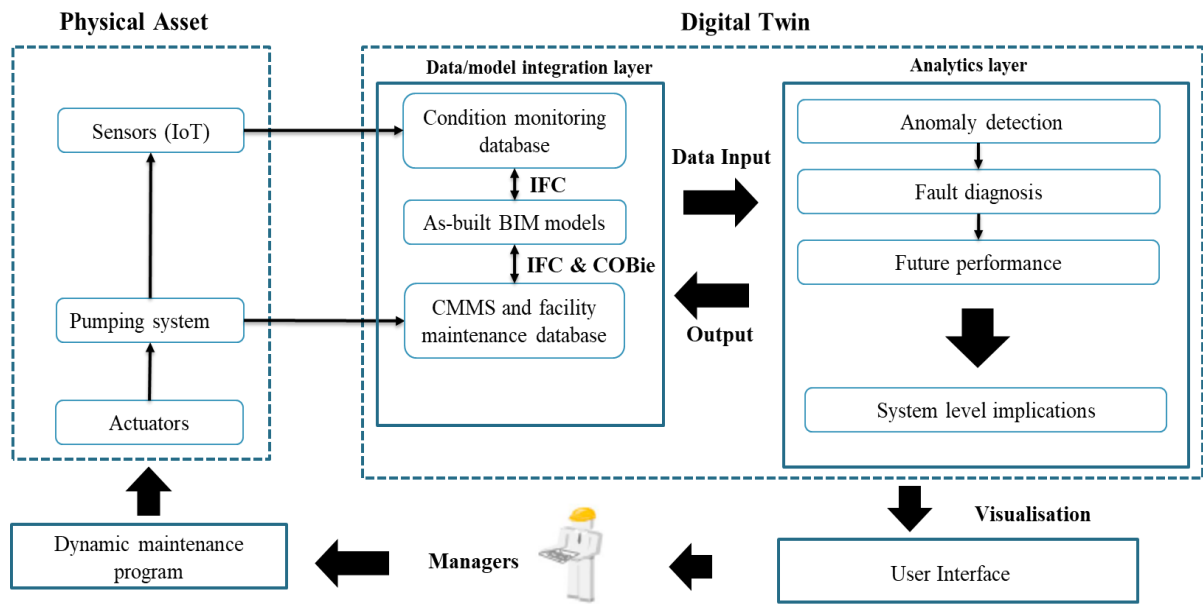 Physical Asset
Digital Twin
Data/model integration layer
Analytics layer
Sensors (IoT)
Condition monitoring
database
IFC
As-built BIM models
IFC & COBie
Pumping system
CMMS and facility
maintenance database
Actuators
Data Input
Output
Anomaly detection
Fault diagnosis
Future performance
System level implications
Visualisation
User Interface
Managers
Dynamic maintenance
program